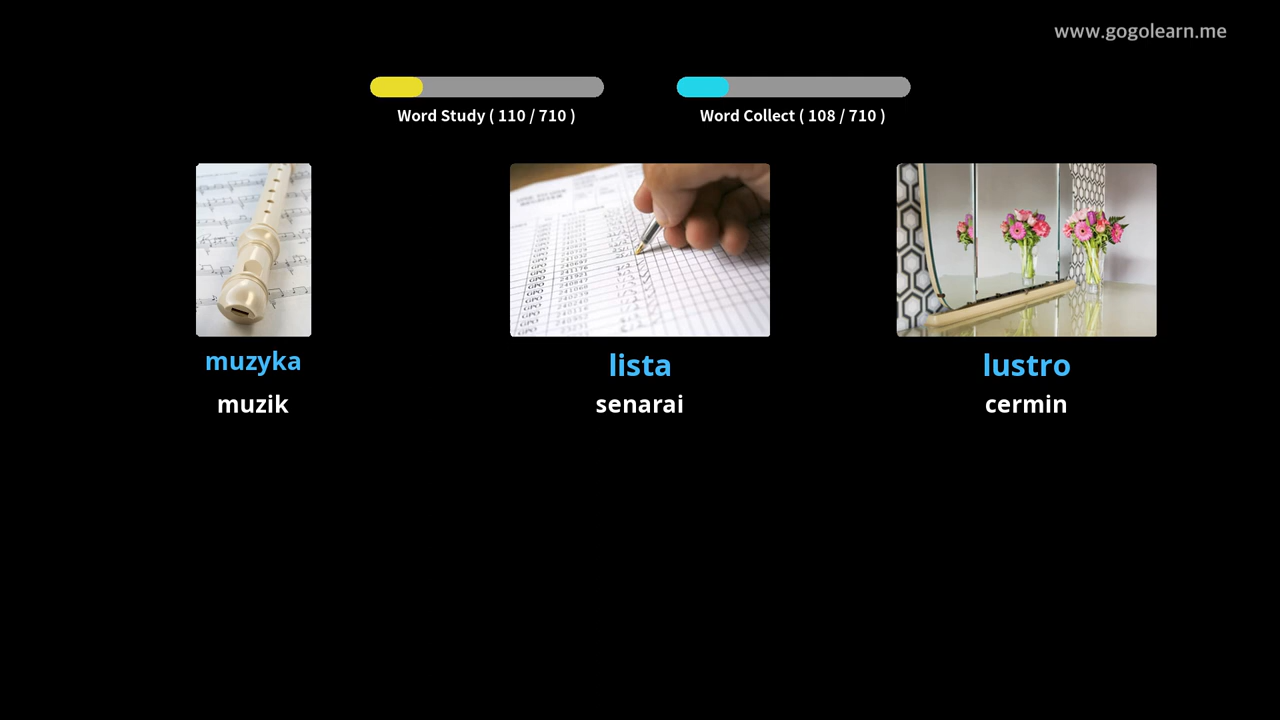 www.gogolearn.me
Word Study ( 110 / 710 )
Word Collect ( 108 / 710 )
muzyka
muzik
lista
senarai
lustro
cermin